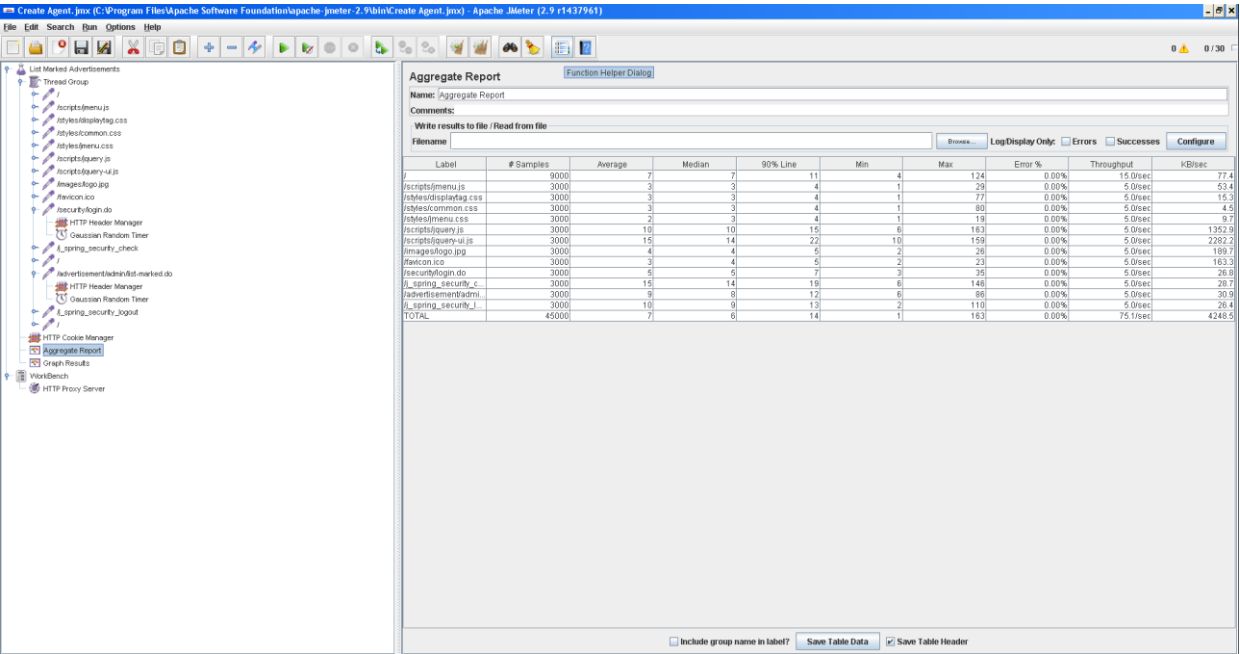 Create Agent.jmx (C:\Program Files\Apache Software Foundation\apache-jmeter-2.9\bin\Create Agent.jmx) - Apache JMeter (2.9 r1437961)
File Edit Search Run Options Help
0 0 / 30
List Marked Advertisements
Thread Group
/
/scripts/jmenu.js
/styles/displaytag.css
/styles/common.css
/styles/jmenu.css
/scripts/jquery.js
/scripts/jquery-ui.js
/images/logo.jpg
/favicon.ico
/security/login.do
HTTP Header Manager
Gaussian Random Timer
/j_spring_security_check
/
/advertisement/admin/list-marked.do
HTTP Header Manager
Gaussian Random Timer
/j_spring_security_logout
/
HTTP Cookie Manager
Aggregate Report
Graph Results
WorkBench
HTTP Proxy Server
Aggregate Report
Function Helper Dialog
Name: Aggregate Report
Comments:
Write results to file / Read from file
Filename Browse... Log/Display Only: Errors Successes Configure
Label # Samples Average Median 90% Line Min Max Error % Throughput KB/sec
/ 9000 7 7 11 4 124 0.00% 15.0/sec 77.4
/scripts/jmenu.js 3000 3 3 4 1 29 0.00% 5.0/sec 53.4
/styles/displaytag.css 3000 3 3 4 1 77 0.00% 5.0/sec 15.3
/styles/common.css 3000 3 3 4 1 80 0.00% 5.0/sec 4.5
/styles/jmenu.css 3000 2 3 4 1 19 0.00% 5.0/sec 9.7
/scripts/jquery.js 3000 10 10 15 6 163 0.00% 5.0/sec 1352.9
/scripts/jquery-ui.js 3000 15 14 22 10 159 0.00% 5.0/sec 2282.2
/images/logo.jpg 3000 4 4 5 2 26 0.00% 5.0/sec 189.7
/favicon.ico 3000 3 4 5 2 23 0.00% 5.0/sec 163.3
/security/login.do 3000 5 5 7 3 35 0.00% 5.0/sec 26.8
/j_spring_security_c... 3000 15 14 19 6 146 0.00% 5.0/sec 28.7
/advertisement/admi... 3000 9 8 12 6 86 0.00% 5.0/sec 30.9
/j_spring_security_l... 3000 10 9 13 2 110 0.00% 5.0/sec 26.4
TOTAL 45000 7 6 14 1 163 0.00% 75.1/sec 4248.5
Include group name in label? Save Table Data Save Table Header